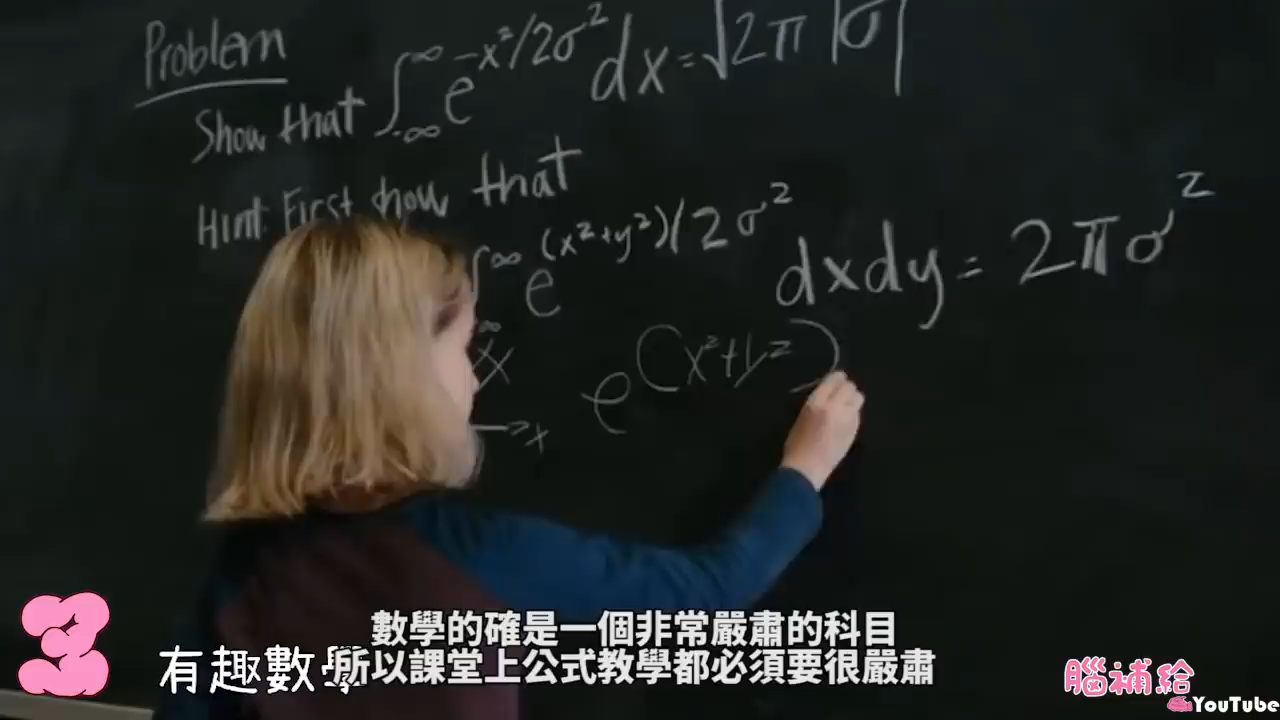 Problem
Show that ∫_{-∞}^{∞} e^{-x²/2σ²} dx = √2π |σ|
Hint: First show that
∫^{∞} e^{(x²+y²)/2σ²} dxdy = 2πσ²
e^{(x²+y²)}
x
數學的確是一個非常嚴肅的科目
3 有趣數學
所以課堂上公式教學都必須要很嚴肅
腦補給
YouTube